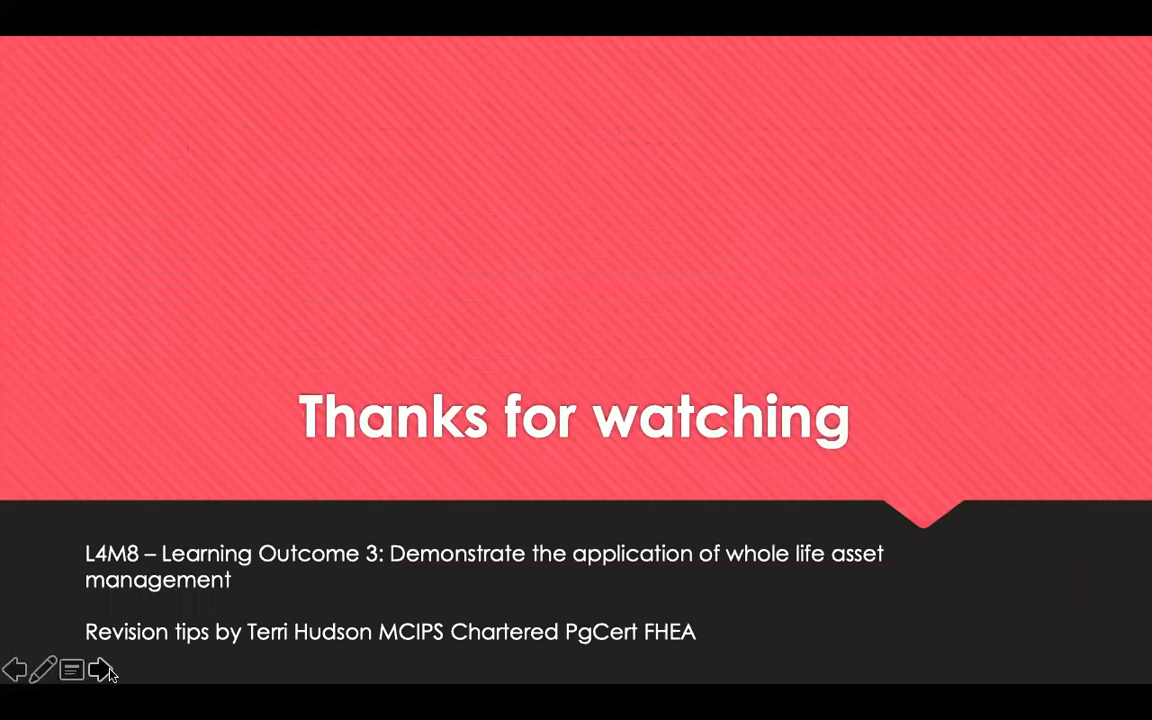 Thanks for watching
L4M8 – Learning Outcome 3: Demonstrate the application of whole life asset
management
Revision tips by Terri Hudson MCIPS Chartered PgCert FHEA